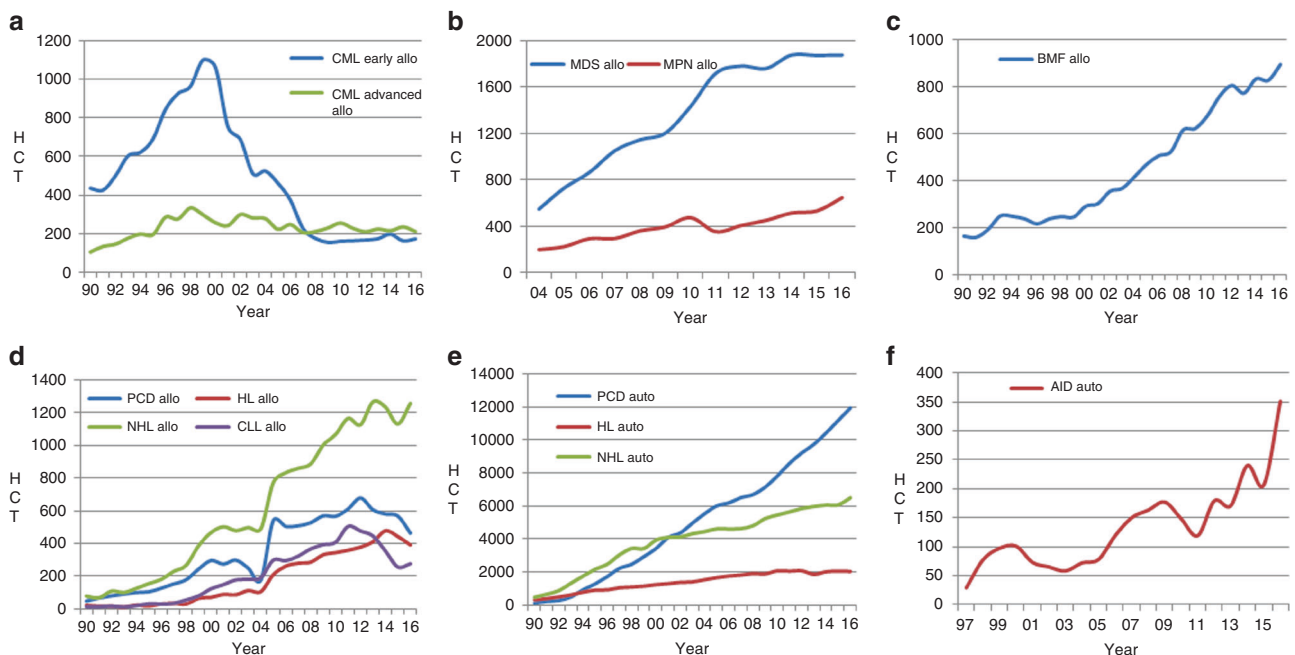 a
1200
1000
800
600
400
200
0
H
C
T
CML early allo
CML advanced
allo
90 92 94 96 98 00 02 04 06 08 10 12 14 16
Year
b
2000
1600
1200
800
400
0
H
C
T
MDS allo MPN allo
04 05 06 07 08 09 10 11 12 13 14 15 16
Year
c
1000
800
600
400
200
0
H
C
T
BMF allo
90 92 94 96 98 00 02 04 06 08 10 12 14 16
Year
d
1400
1200
1000
800
600
400
200
0
H
C
T
PCD allo HL allo
NHL allo CLL allo
90 92 94 96 98 00 02 04 06 08 10 12 14 16
Year
e
14000
12000
10000
8000
6000
4000
2000
0
H
C
T
PCD auto
HL auto
NHL auto
90 92 94 96 98 00 02 04 06 08 10 12 14 16
Year
f
400
350
300
250
200
150
100
50
0
H
C
T
AID auto
97 99 01 03 05 07 09 11 13 15
Year